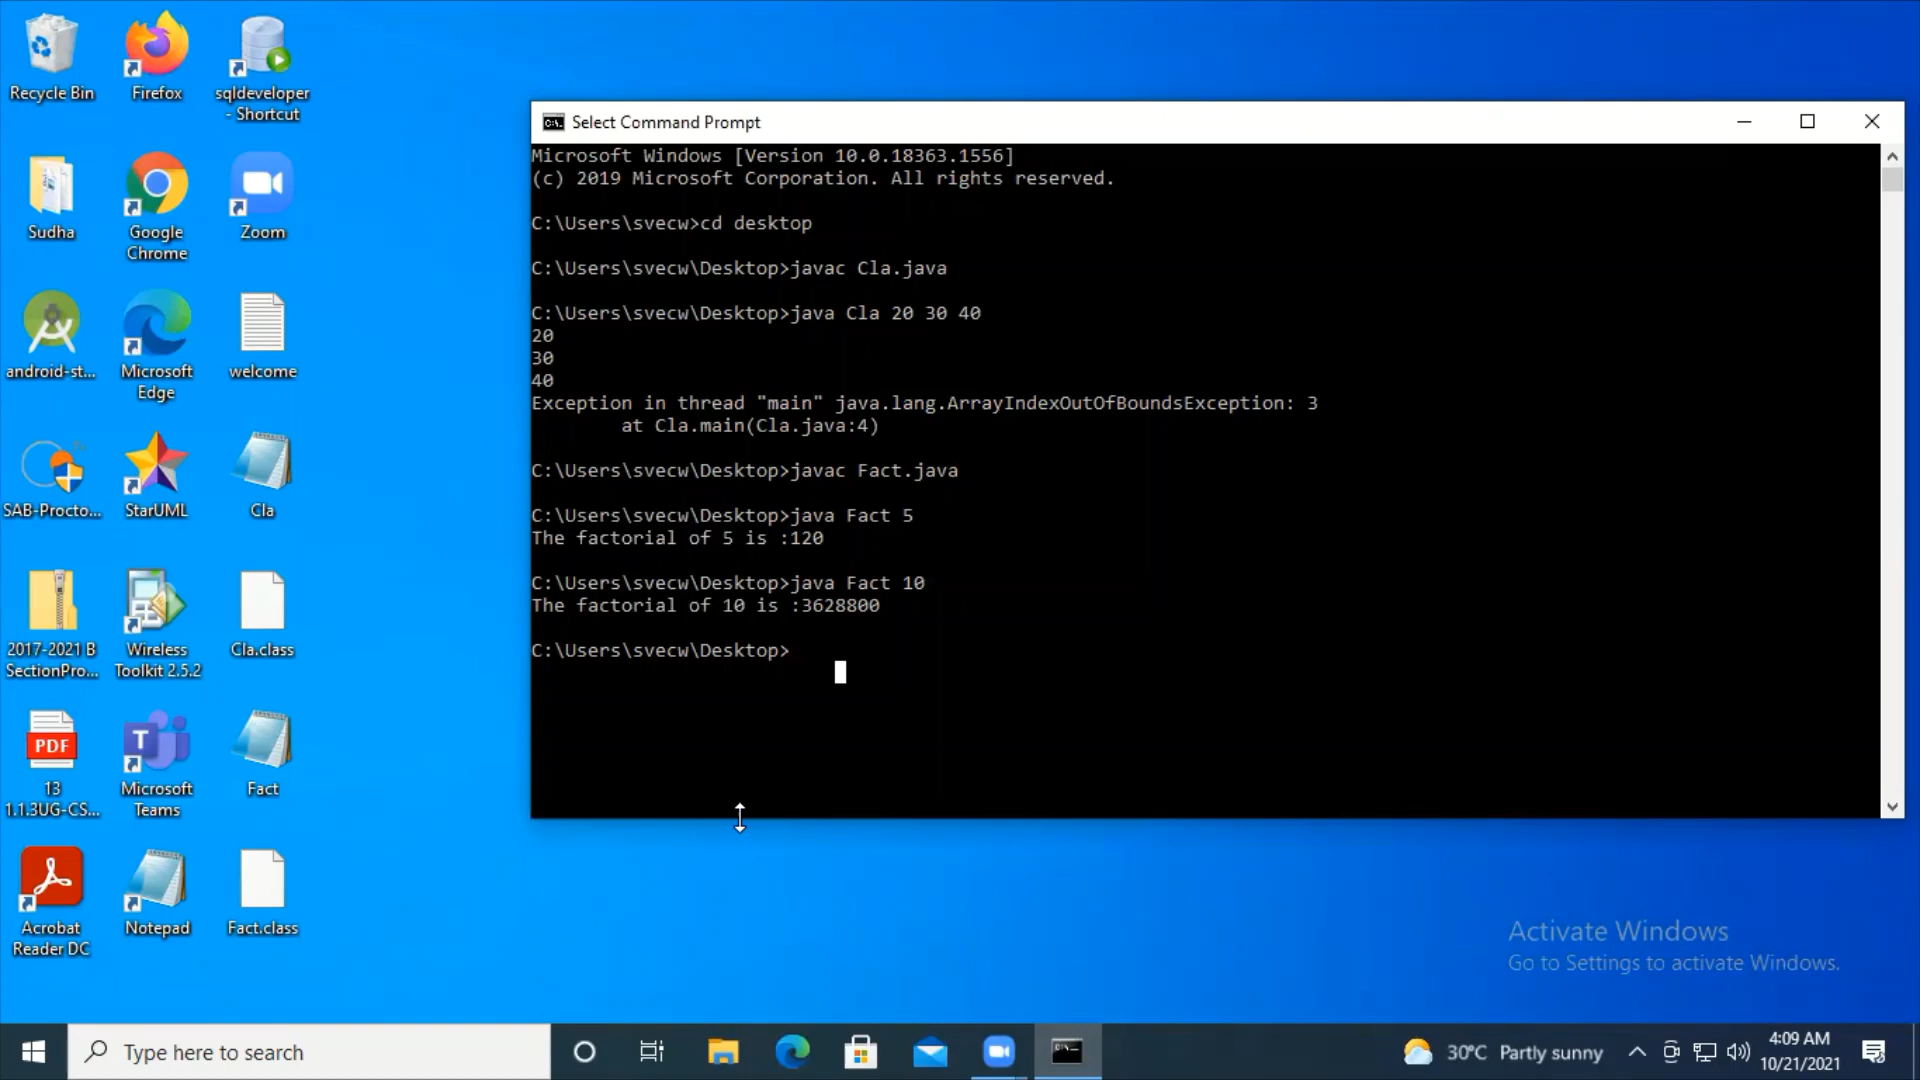 Recycle Bin
Firefox
sqldeveloper
- Shortcut
Sudha
Google
Chrome
Zoom
android-st...
Microsoft
Edge
welcome
SAB-Procto...
StarUML
Cla
2017-2021 B
SectionPro...
Wireless
Toolkit 2.5.2
Cla.class
PDF
13
1.1.3UG-CS...
Microsoft
Teams
Fact
Acrobat
Reader DC
Notepad
Fact.class
Select Command Prompt
Microsoft Windows [Version 10.0.18363.1556]
(c) 2019 Microsoft Corporation. All rights reserved.
C:\Users\svecw>cd desktop
C:\Users\svecw\Desktop>javac Cla.java
C:\Users\svecw\Desktop>java Cla 20 30 40
20
30
40
Exception in thread "main" java.lang.ArrayIndexOutOfBoundsException: 3
at Cla.main(Cla.java:4)
C:\Users\svecw\Desktop>javac Fact.java
C:\Users\svecw\Desktop>java Fact 5
The factorial of 5 is :120
C:\Users\svecw\Desktop>java Fact 10
The factorial of 10 is :3628800
C:\Users\svecw\Desktop>
Activate Windows
Go to Settings to activate Windows.
Type here to search
30°C Partly sunny
4:09 AM
10/21/2021